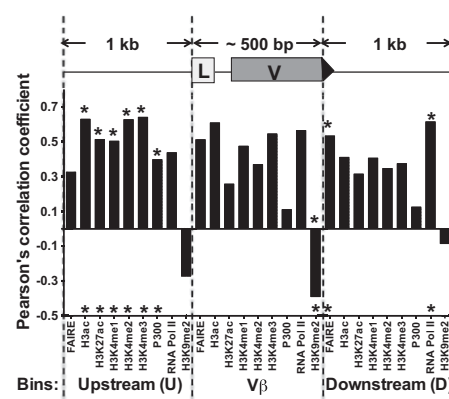 1 kb ~ 500 bp 1 kb
L V
Pearson's correlation coefficient
0.7
0.5
0.3
0.1
-0.1
-0.3
-0.5
* * * * * * * * *
* * * * * * * * *
FAIRE H3ac H3K27ac H3K4me1 H3K4me2 H3K4me3 P300 RNA Pol II H3K9me2 FAIRE H3ac H3K27ac H3K4me1 H3K4me2 H3K4me3 P300 RNA Pol II H3K9me2 FAIRE H3ac H3K27ac H3K4me1 H3K4me2 H3K4me3 P300 RNA Pol II H3K9me2
Bins: Upstream (U) Vβ Downstream (D)